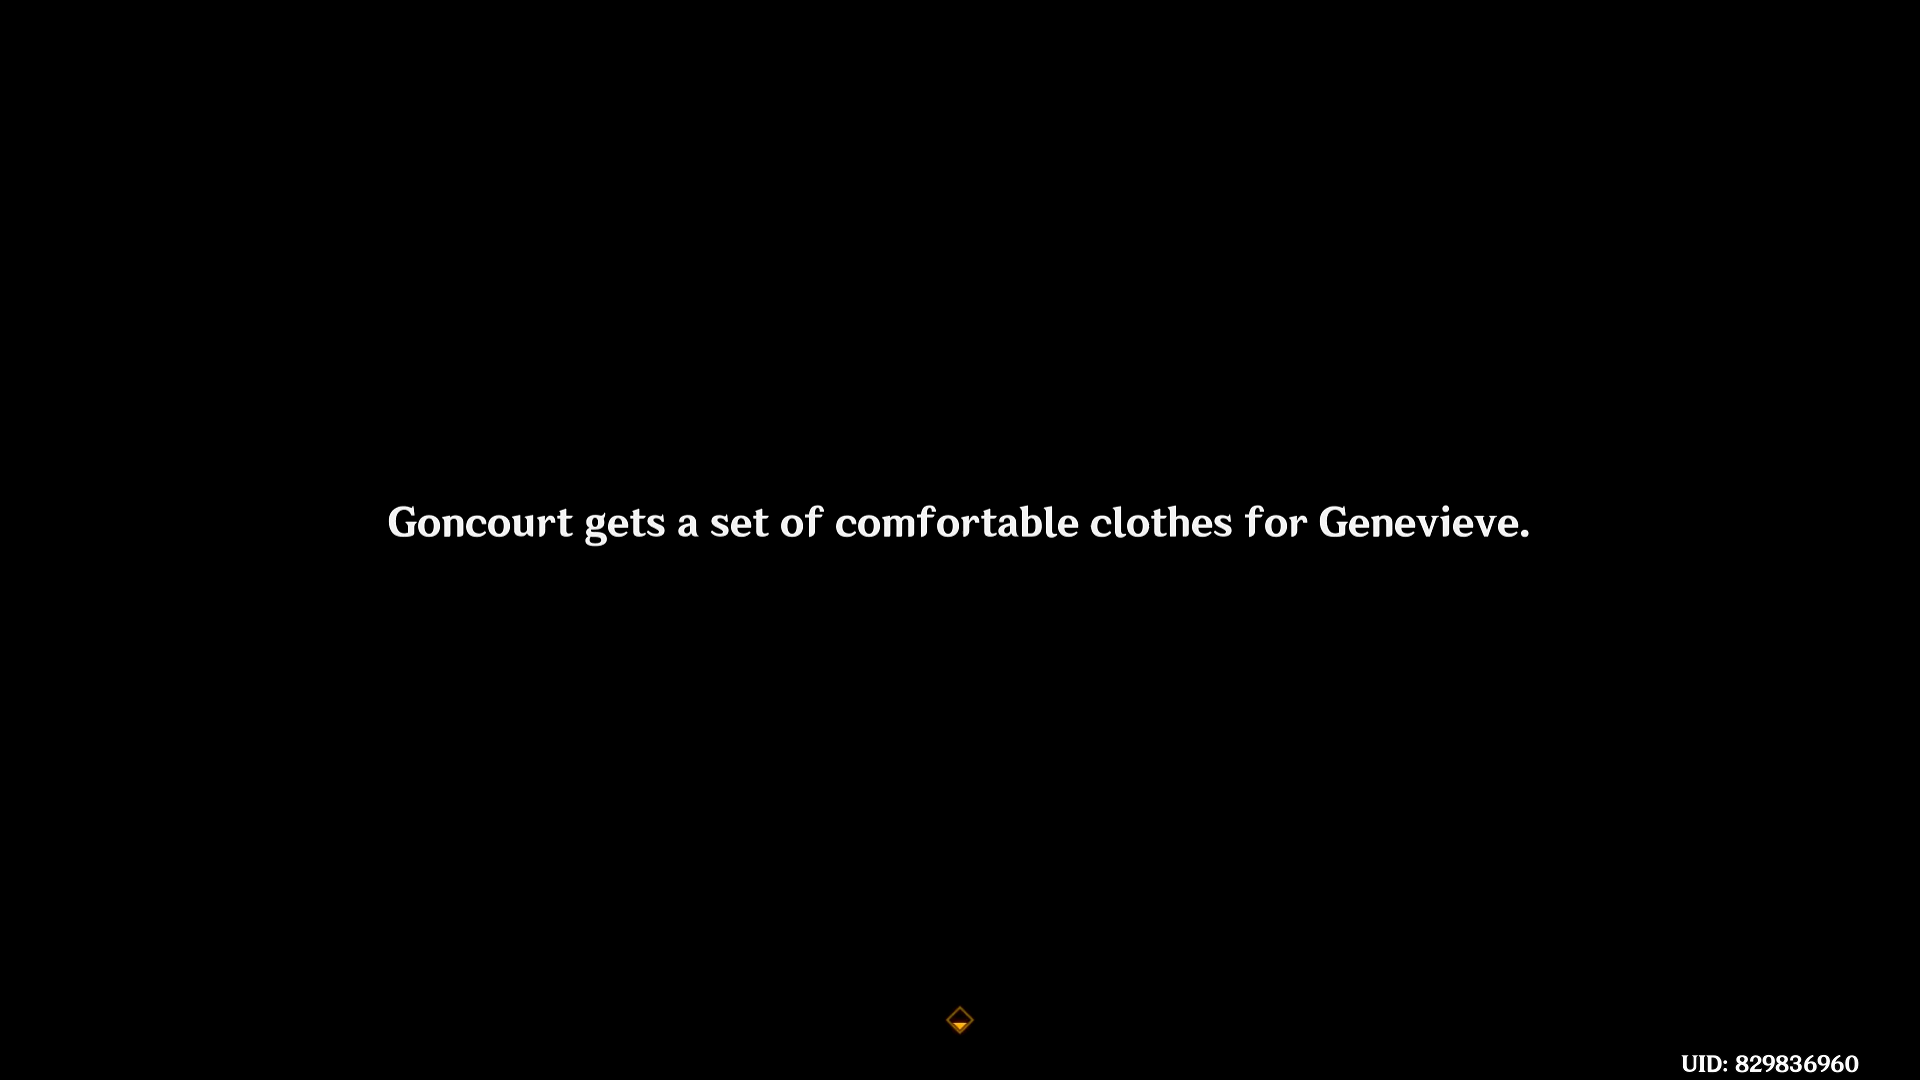 Goncourt gets a set of comfortable clothes for Genevieve.
UID: 829836960